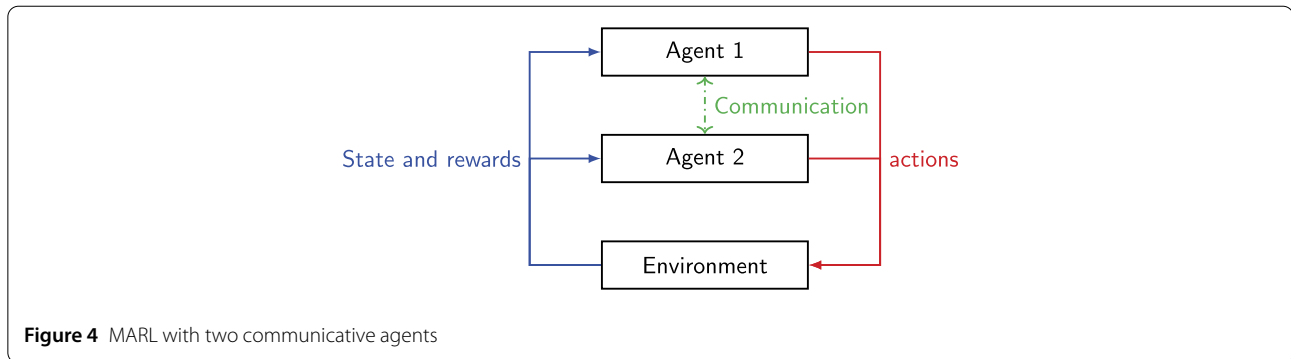 Agent 1
Communication
Agent 2
State and rewards
actions
Environment
Figure 4 MARL with two communicative agents